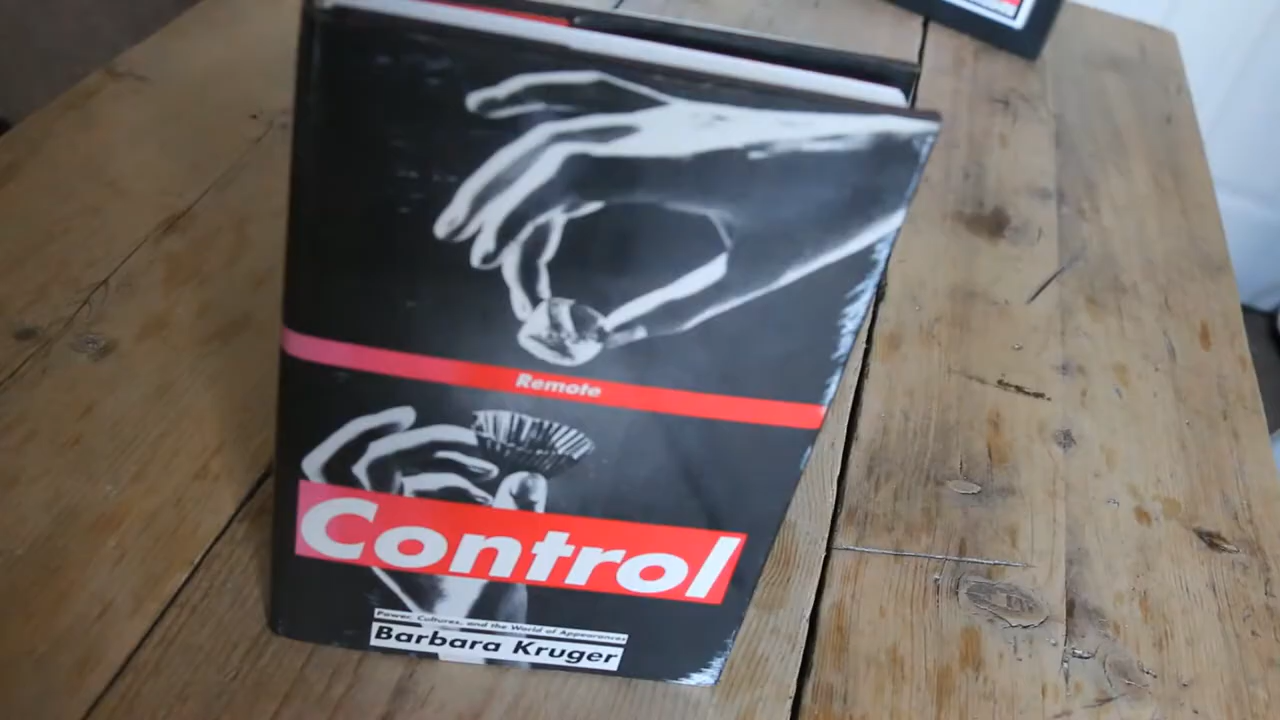 Remote
Control
Power, Cultures, and the World of Appearances
Barbara Kruger